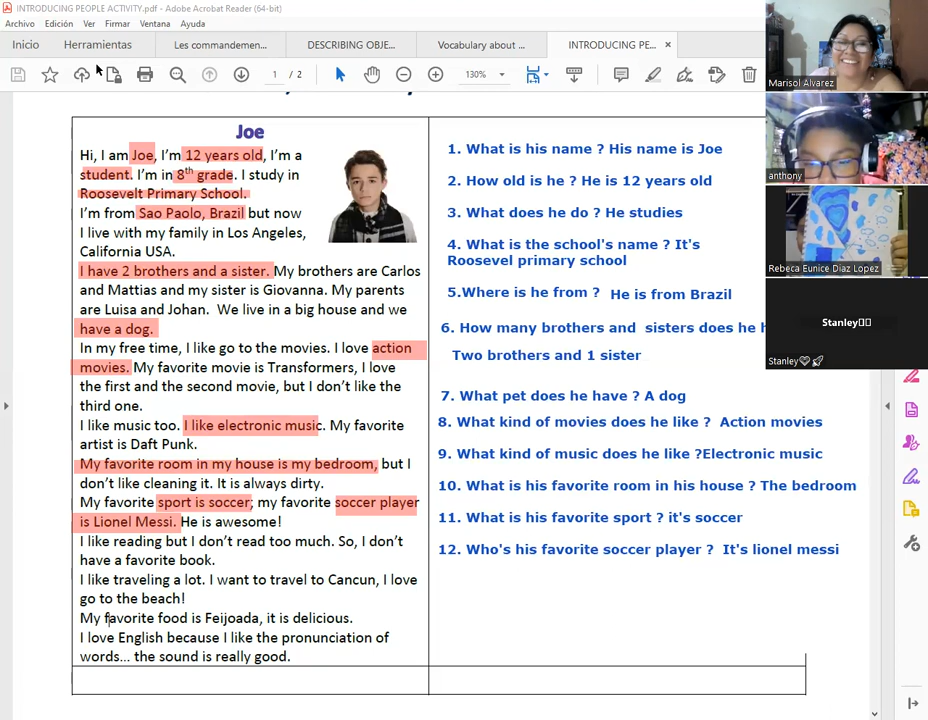 INTRODUCING PEOPLE ACTIVITY.pdf - Adobe Acrobat Reader (64-bit)
Archivo Edición Ver Firmar Ventana Ayuda
Inicio Herramientas Les commandemen... DESCRIBING OBJE... Vocabulary about ... INTRODUCING PE... ×
1 / 2 130%
Joe
Hi, I am Joe, I'm 12 years old, I'm a
student. I'm in 8th grade. I study in
Roosevelt Primary School.
I'm from Sao Paolo, Brazil but now
I live with my family in Los Angeles,
California USA.
I have 2 brothers and a sister. My brothers are Carlos
and Mattias and my sister is Giovanna. My parents
are Luisa and Johan. We live in a big house and we
have a dog.
In my free time, I like go to the movies. I love action
movies. My favorite movie is Transformers, I love
the first and the second movie, but I don't like the
third one.
I like music too. I like electronic music. My favorite
artist is Daft Punk.
My favorite room in my house is my bedroom, but I
don't like cleaning it. It is always dirty.
My favorite sport is soccer, my favorite soccer player
is Lionel Messi. He is awesome!
I like reading but I don't read too much. So, I don't
have a favorite book.
I like traveling a lot. I want to travel to Cancun, I love
go to the beach!
My favorite food is Feijoada, it is delicious.
I love English because I like the pronunciation of
words... the sound is really good.
1. What is his name ? His name is Joe
2. How old is he ? He is 12 years old
3. What does he do ? He studies
4. What is the school's name ? It's
Roosevel primary school
5.Where is he from ? He is from Brazil
6. How many brothers and sisters does he h
Two brothers and 1 sister
7. What pet does he have ? A dog
8. What kind of movies does he like ? Action movies
9. What kind of music does he like ?Electronic music
10. What is his favorite room in his house ? The bedroom
11. What is his favorite sport ? it's soccer
12. Who's his favorite soccer player ? It's lionel messi
Marisol Alvarez
anthony
Rebeca Eunice Diaz Lopez
Stanley
Stanley